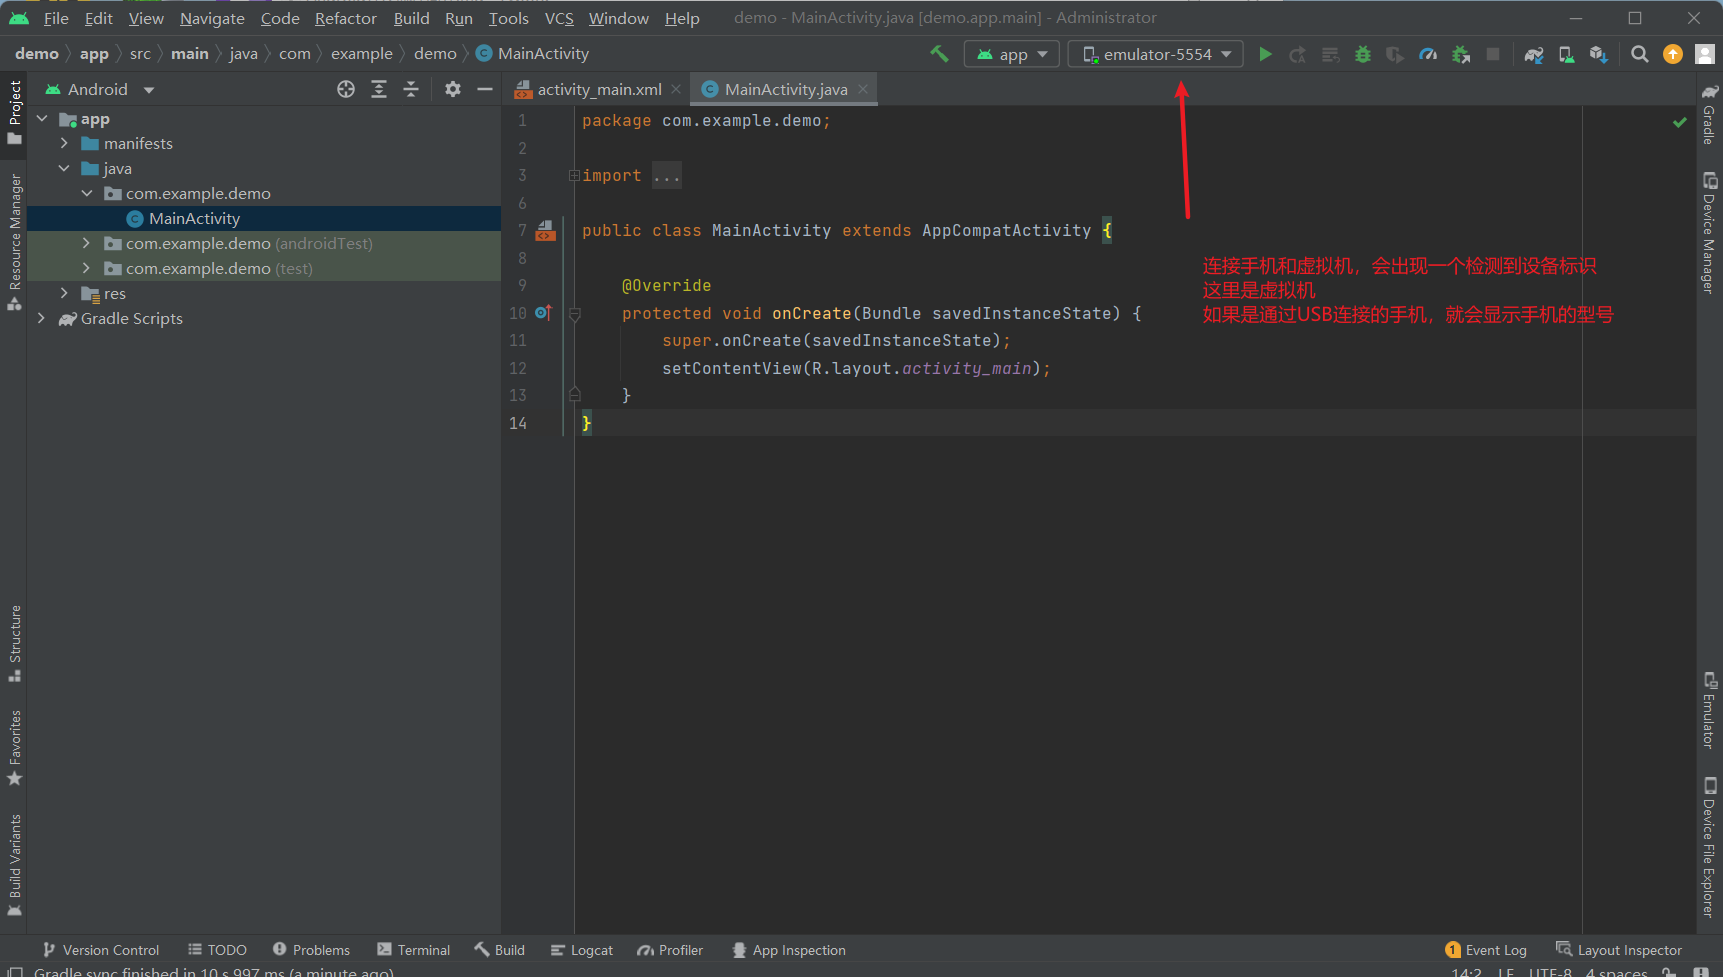 File Edit View Navigate Code Refactor Build Run Tools VCS Window Help demo - MainActivity.java [demo.app.main] - Administrator
demo app src main java com example demo MainActivity app emulator-5554
Project
Resource Manager
Structure
Favorites
Build Variants
Android
app
manifests
java
com.example.demo
MainActivity
com.example.demo (androidTest)
com.example.demo (test)
res
Gradle Scripts
activity_main.xml MainActivity.java
1 package com.example.demo;
2
3 import ...
6
7 public class MainActivity extends AppCompatActivity {
8
9 @Override
10 protected void onCreate(Bundle savedInstanceState) {
11 super.onCreate(savedInstanceState);
12 setContentView(R.layout.activity_main);
13 }
14 }
连接手机和虚拟机，会出现一个检测到设备标识
这里是虚拟机
如果是通过USB连接的手机，就会显示手机的型号
Gradle
Device Manager
Emulator
Device File Explorer
Version Control TODO Problems Terminal Build Logcat Profiler App Inspection 1 Event Log Layout Inspector
Gradle sync finished in 10 s 997 ms (a minute ago) 14:2 LF UTF-8 4 spaces